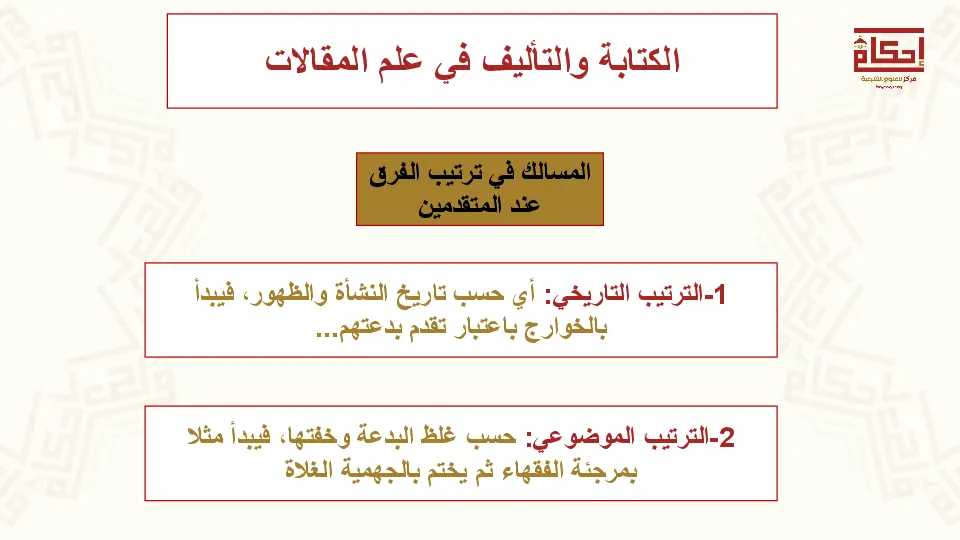 الكتابة والتأليف في علم المقالات
إحكام
مركز للعلوم الشرعية
المسالك في ترتيب الفرق
عند المتقدمين
1-الترتيب التاريخي: أي حسب تاريخ النشأة والظهور، فيبدأ
بالخوارج باعتبار تقدم بدعتهم...
2-الترتيب الموضوعي: حسب غلظ البدعة وخفتها، فيبدأ مثلا
بمرجئة الفقهاء ثم يختم بالجهمية الغلاة